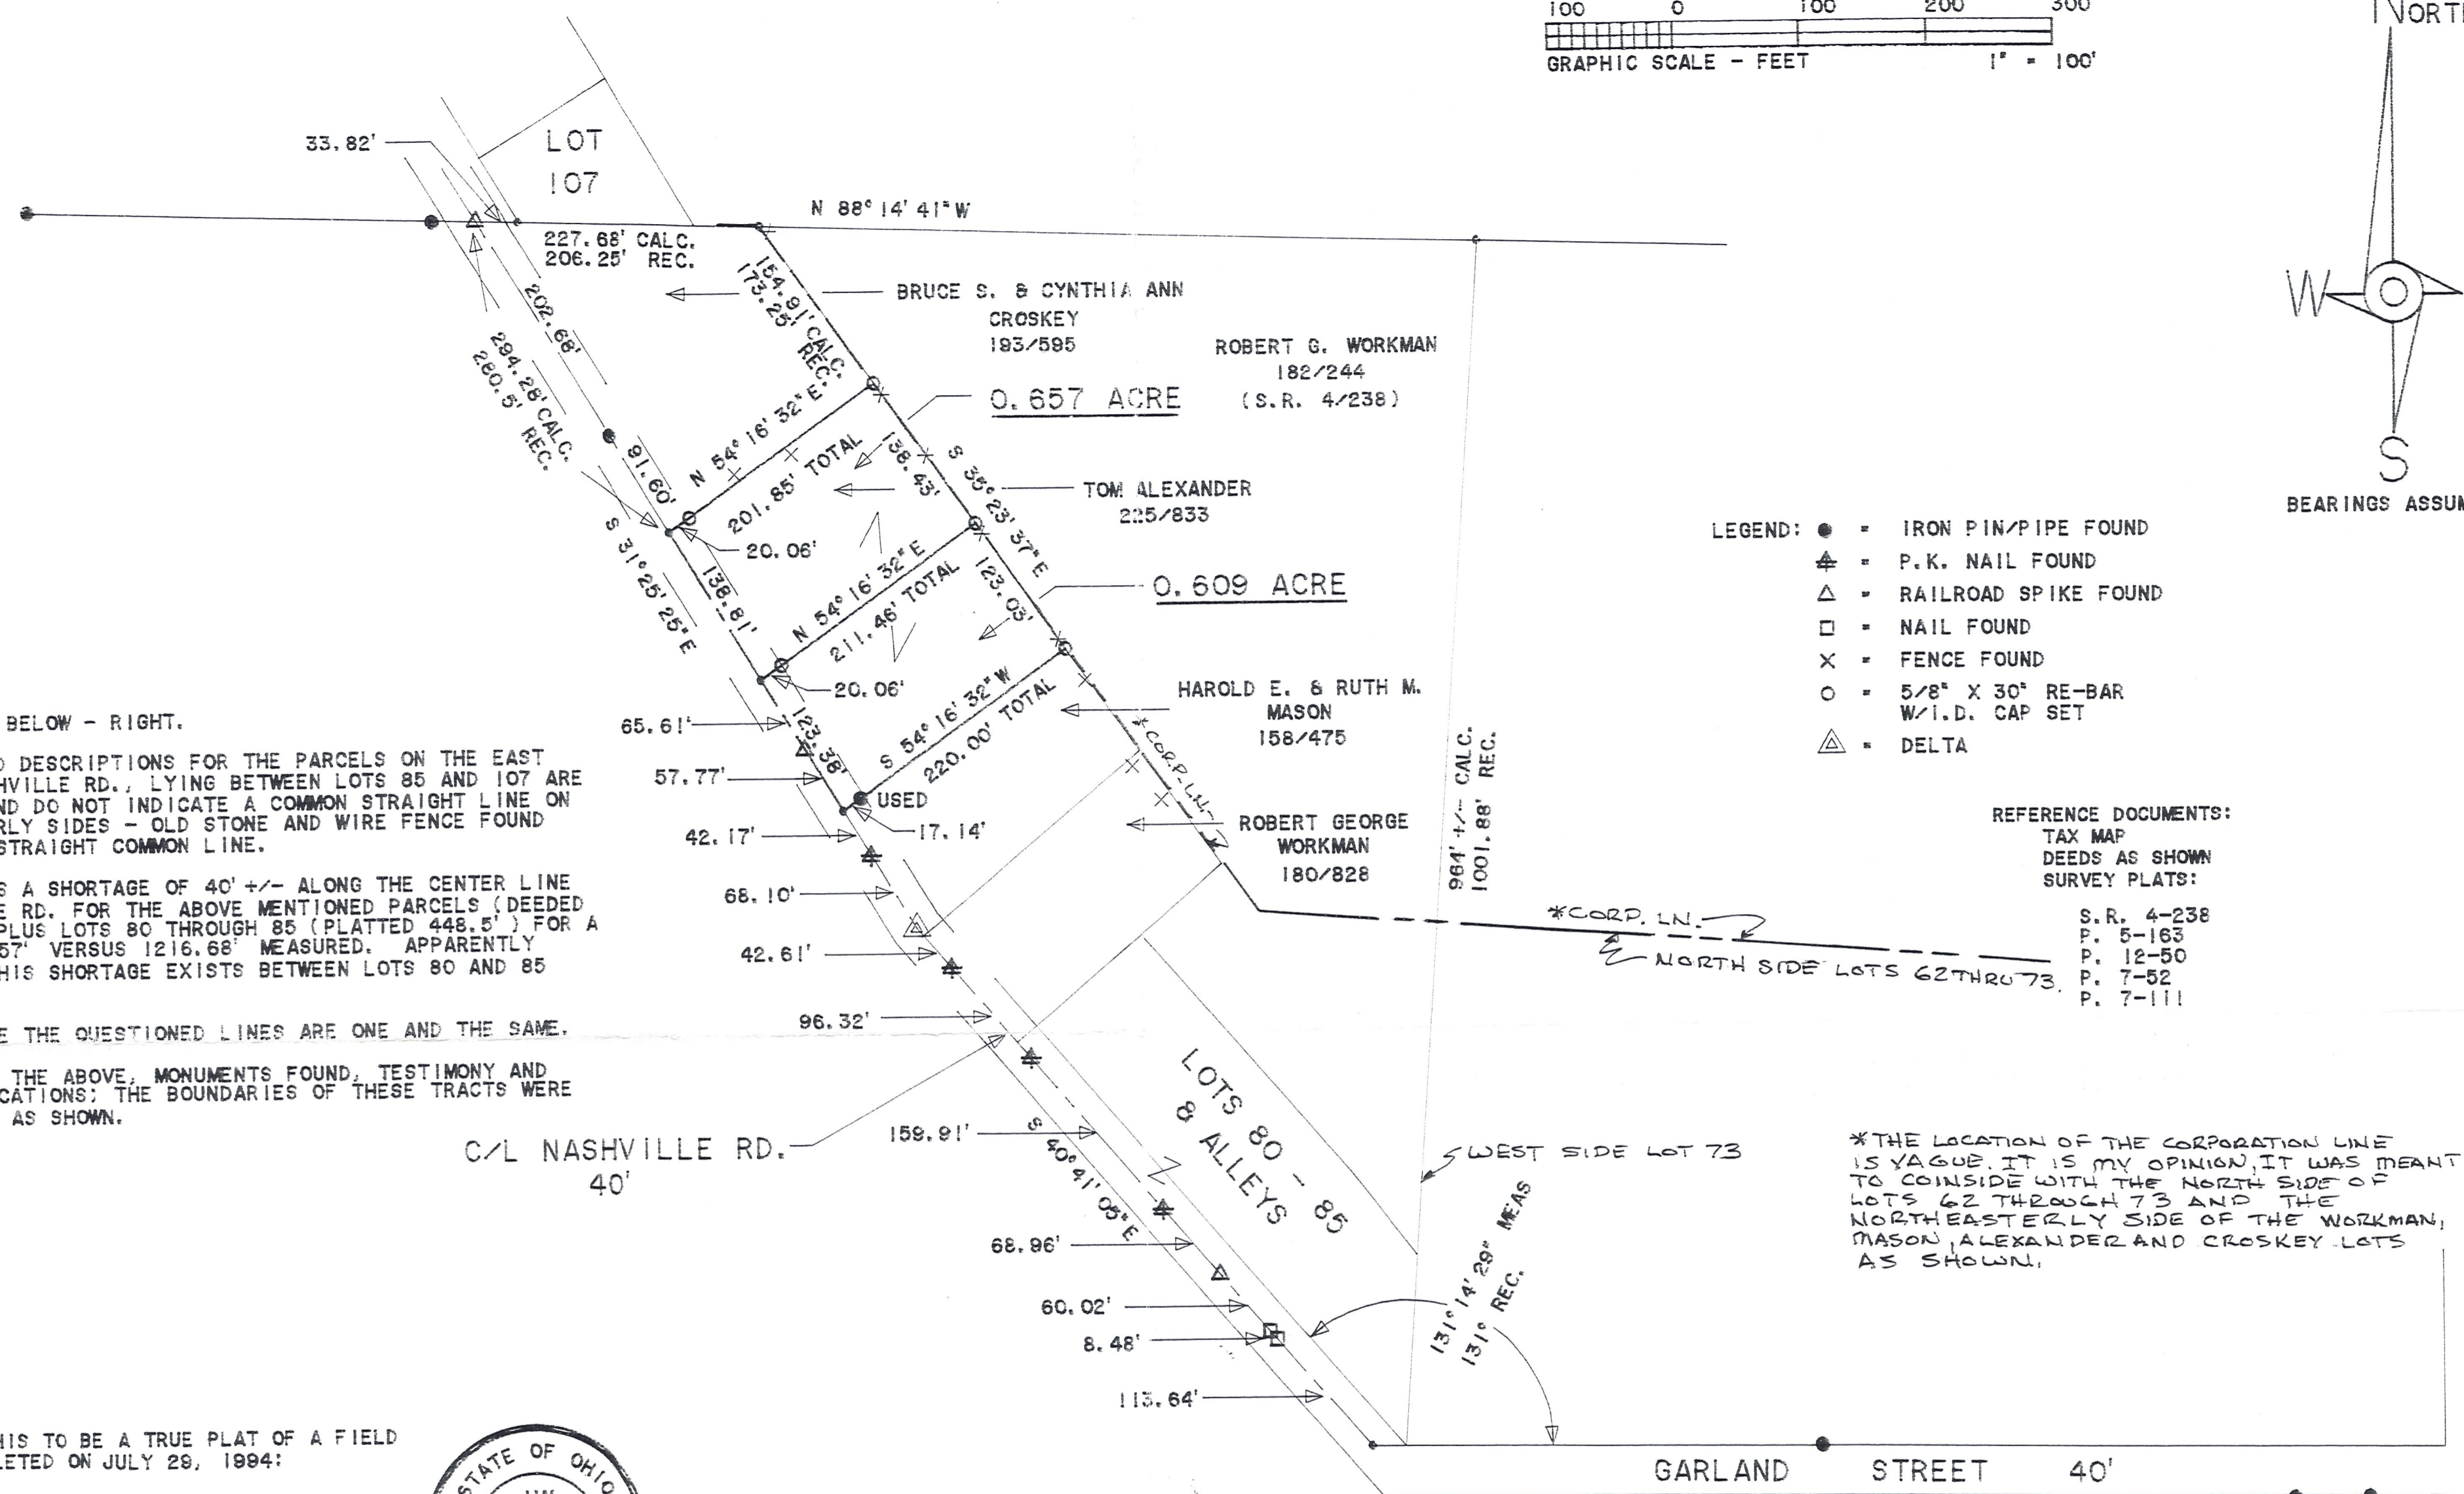 100 0 100 200 300
GRAPHIC SCALE - FEET 1" = 100'
W
S
BEARINGS ASSUM
33.82'
LOT
107
N 88° 14' 41" W
227.68' CALC.
206.25' REC.
154.91' CALC.
173.25' REC.
202.68'
294.28' CALC.
280.5' REC.
BRUCE S. & CYNTHIA ANN
CROSKEY
193/595
ROBERT G. WORKMAN
182/244
(S.R. 4/238)
0.657 ACRE
N 54° 16' 32" E
201.85' TOTAL
138.43'
S 35° 23' 37" E
91.60'
20.06'
TOM ALEXANDER
225/833
S 31° 25' 25" E
138.81'
N 54° 16' 32" E
211.46' TOTAL
123.03'
0.609 ACRE
20.06'
65.61'
123.38'
57.77'
S 54° 16' 32" W
220.00' TOTAL
HAROLD E. & RUTH M.
MASON
158/475
USED
17.14'
42.17'
*CORP. LN.
ROBERT GEORGE
WORKMAN
180/828
68.10'
42.61'
96.32'
964' +/- CALC.
1001.88' REC.
*CORP. LN.
NORTH SIDE LOTS 62 THRU 73.
LEGEND:
= IRON PIN/PIPE FOUND
= P.K. NAIL FOUND
= RAILROAD SPIKE FOUND
= NAIL FOUND
= FENCE FOUND
= 5/8" X 30" RE-BAR
W/I.D. CAP SET
= DELTA
REFERENCE DOCUMENTS:
TAX MAP
DEEDS AS SHOWN
SURVEY PLATS:
S.R. 4-238
P. 5-163
P. 12-50
P. 7-52
P. 7-111
BELOW - RIGHT.
D DESCRIPTIONS FOR THE PARCELS ON THE EAST
HVILLE RD., LYING BETWEEN LOTS 85 AND 107 ARE
ND DO NOT INDICATE A COMMON STRAIGHT LINE ON
RLY SIDES - OLD STONE AND WIRE FENCE FOUND
STRAIGHT COMMON LINE.
S A SHORTAGE OF 40' +/- ALONG THE CENTER LINE
E RD. FOR THE ABOVE MENTIONED PARCELS (DEEDED
PLUS LOTS 80 THROUGH 85 (PLATTED 448.5') FOR A
57' VERSUS 1216.68' MEASURED. APPARENTLY
HIS SHORTAGE EXISTS BETWEEN LOTS 80 AND 85
E THE QUESTIONED LINES ARE ONE AND THE SAME.
THE ABOVE, MONUMENTS FOUND, TESTIMONY AND
CATIONS; THE BOUNDARIES OF THESE TRACTS WERE
AS SHOWN.
C/L NASHVILLE RD.
40'
159.91'
S 40° 41' 05" E
LOTS 80 - 85
& ALLEYS
WEST SIDE LOT 73
131° 14' 29" MEAS
131° REC.
68.96'
60.02'
8.48'
113.64'
*THE LOCATION OF THE CORPORATION LINE
IS VAGUE. IT IS MY OPINION, IT WAS MEANT
TO COINSIDE WITH THE NORTH SIDE OF
LOTS 62 THROUGH 73 AND THE
NORTHEASTERLY SIDE OF THE WORKMAN,
MASON, ALEXANDER AND CROSKEY LOTS
AS SHOWN.
HIS TO BE A TRUE PLAT OF A FIELD
LETED ON JULY 29, 1994:
STATE OF OHIO
GARLAND STREET 40'